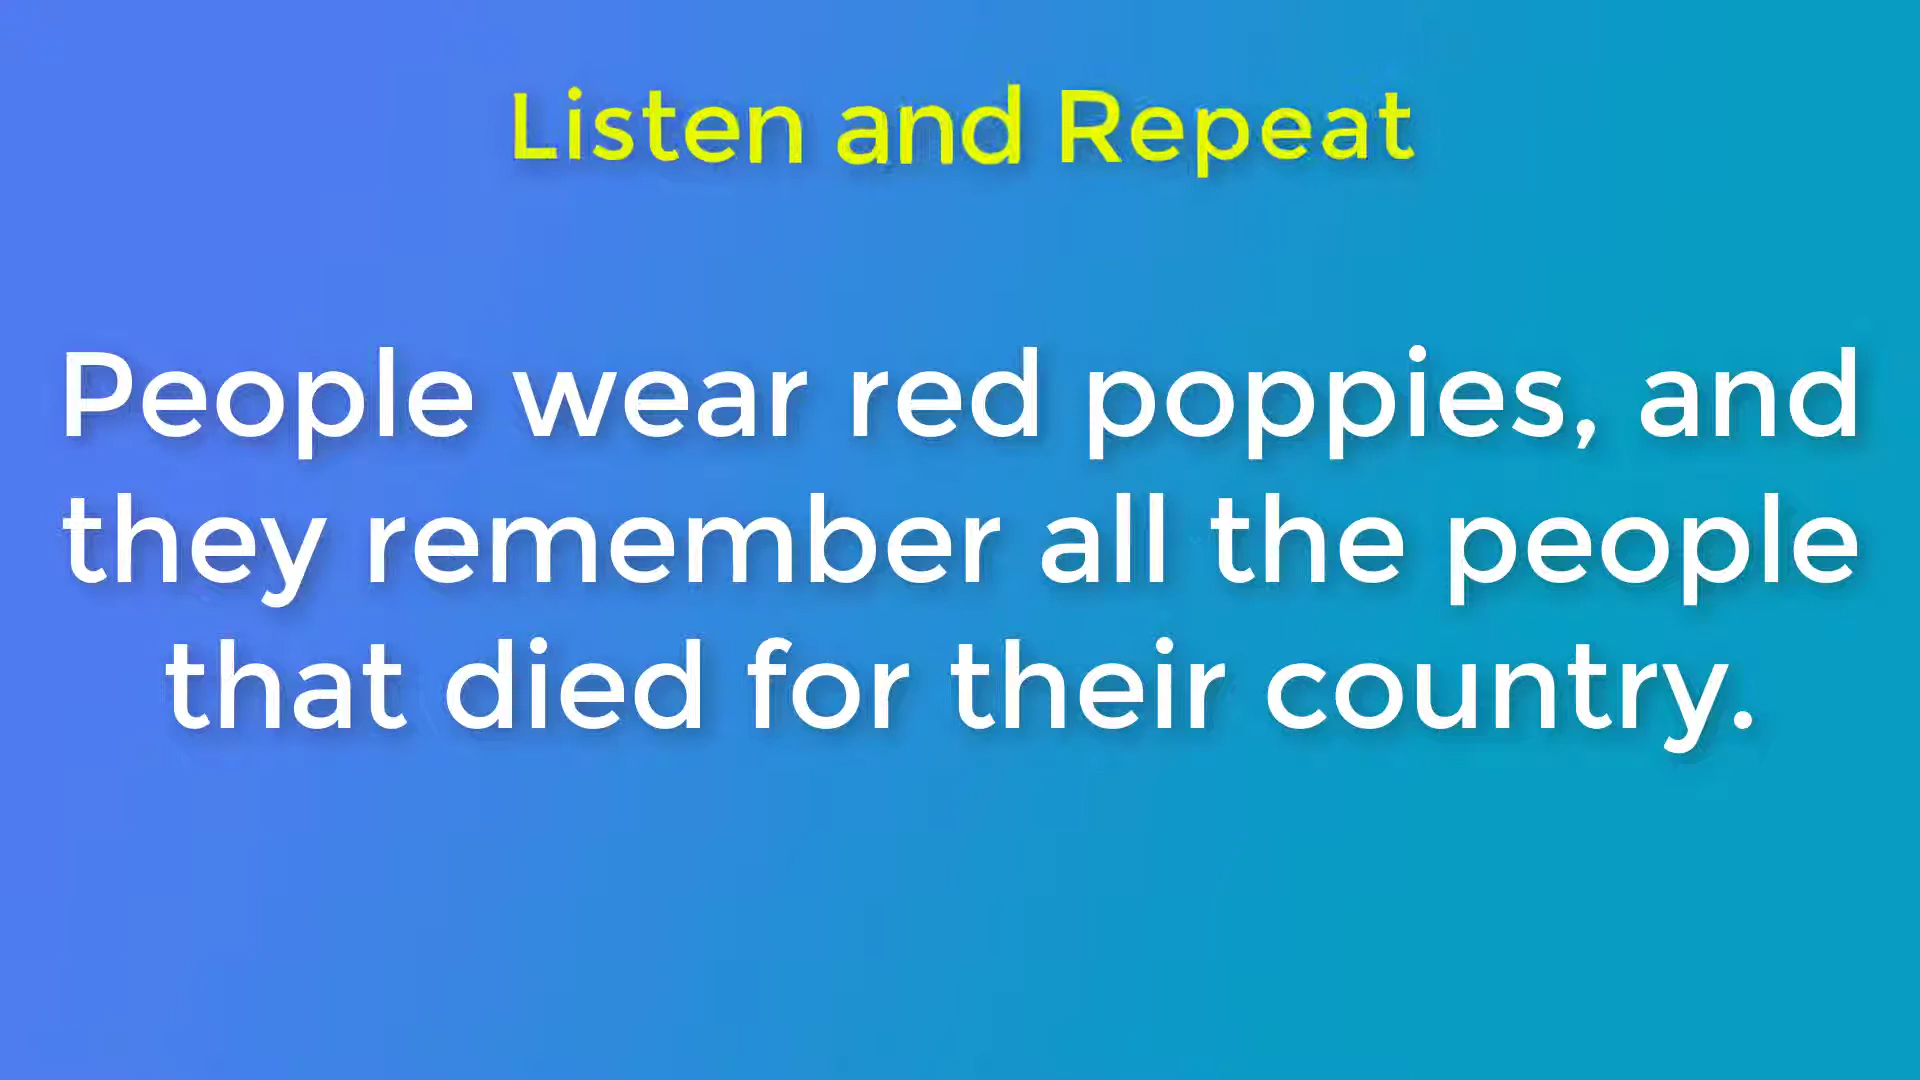 Listen and Repeat
People wear red poppies, and
they remember all the people
that died for their country.